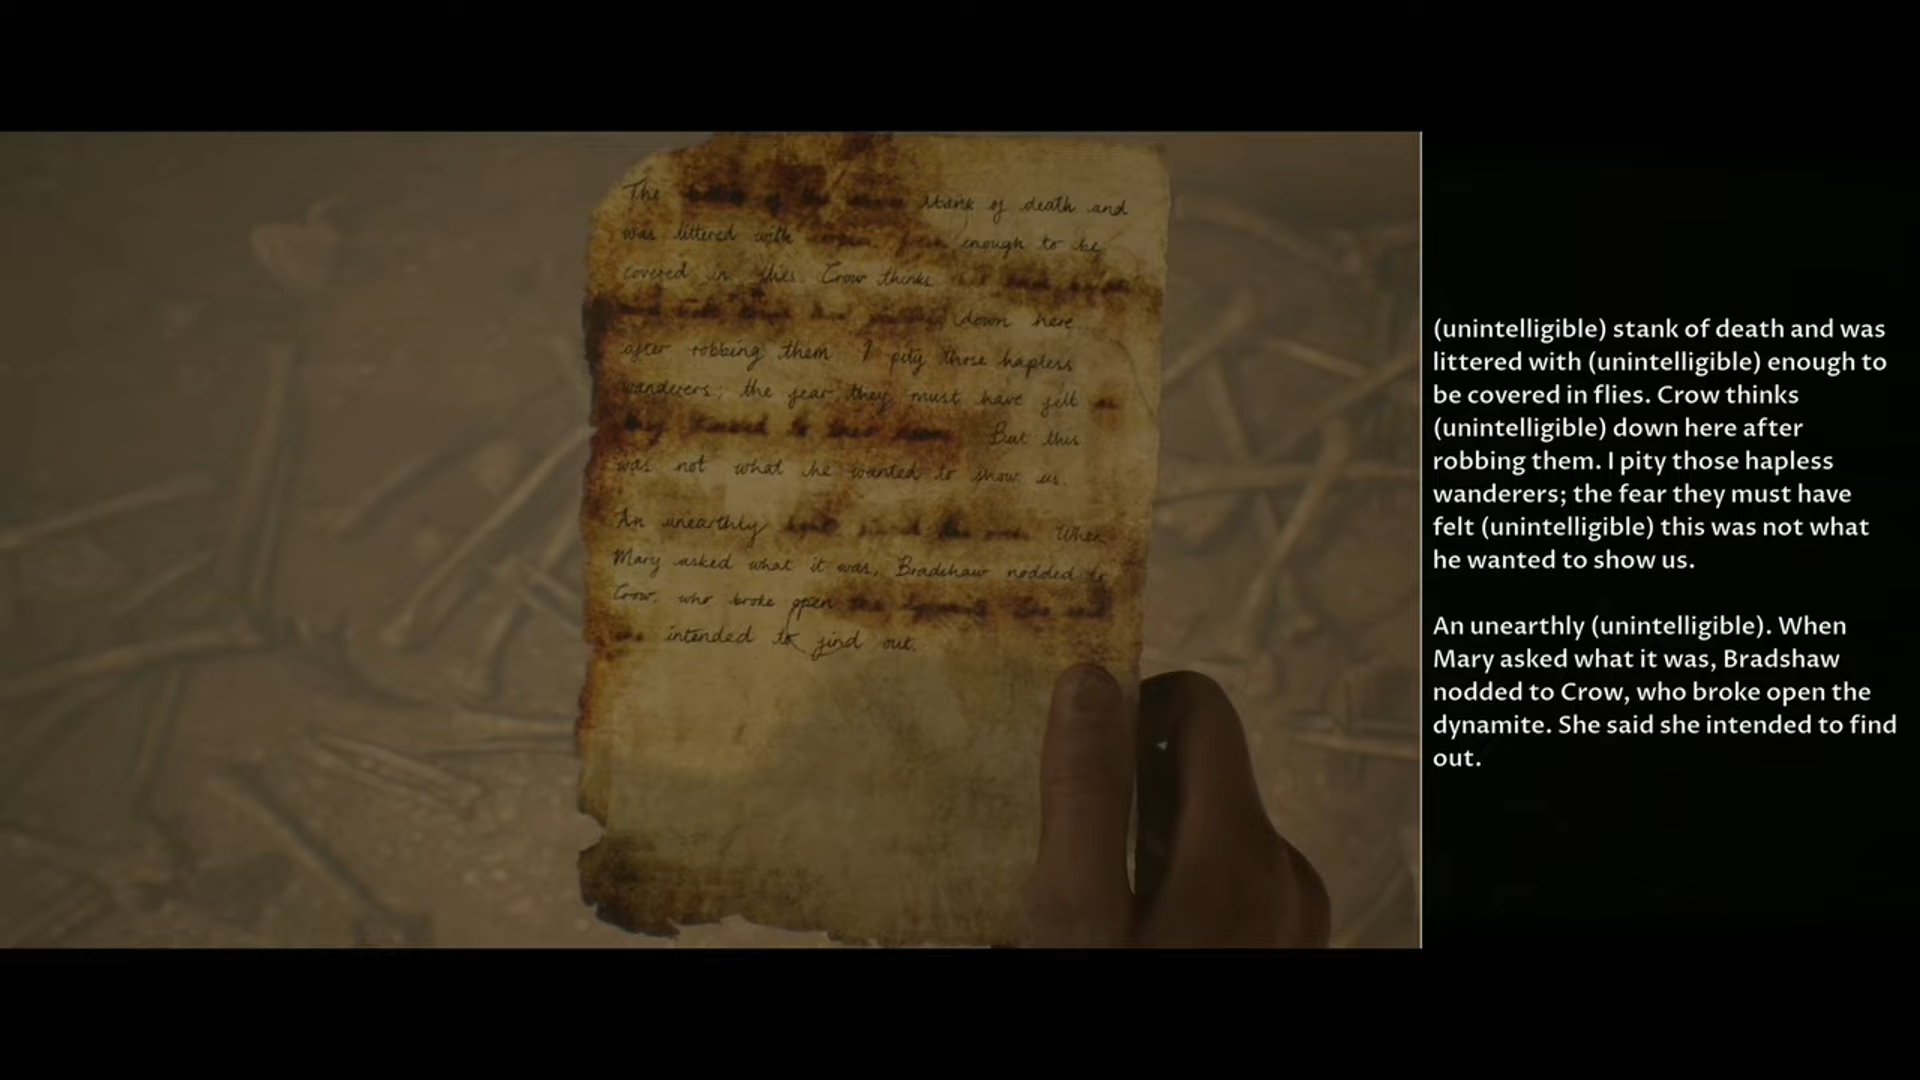 The stank of death and
was littered with enough to be
covered in flies. Crow thinks
down here
after robbing them I pity those hapless
wanderers; the fear they must have felt
But this
was not what he wanted to show us.
An unearthly When
Mary asked what it was, Bradshaw nodded to
Crow, who broke open
intended to find out.
(unintelligible) stank of death and was
littered with (unintelligible) enough to
be covered in flies. Crow thinks
(unintelligible) down here after
robbing them. I pity those hapless
wanderers; the fear they must have
felt (unintelligible) this was not what
he wanted to show us.
An unearthly (unintelligible). When
Mary asked what it was, Bradshaw
nodded to Crow, who broke open the
dynamite. She said she intended to find
out.